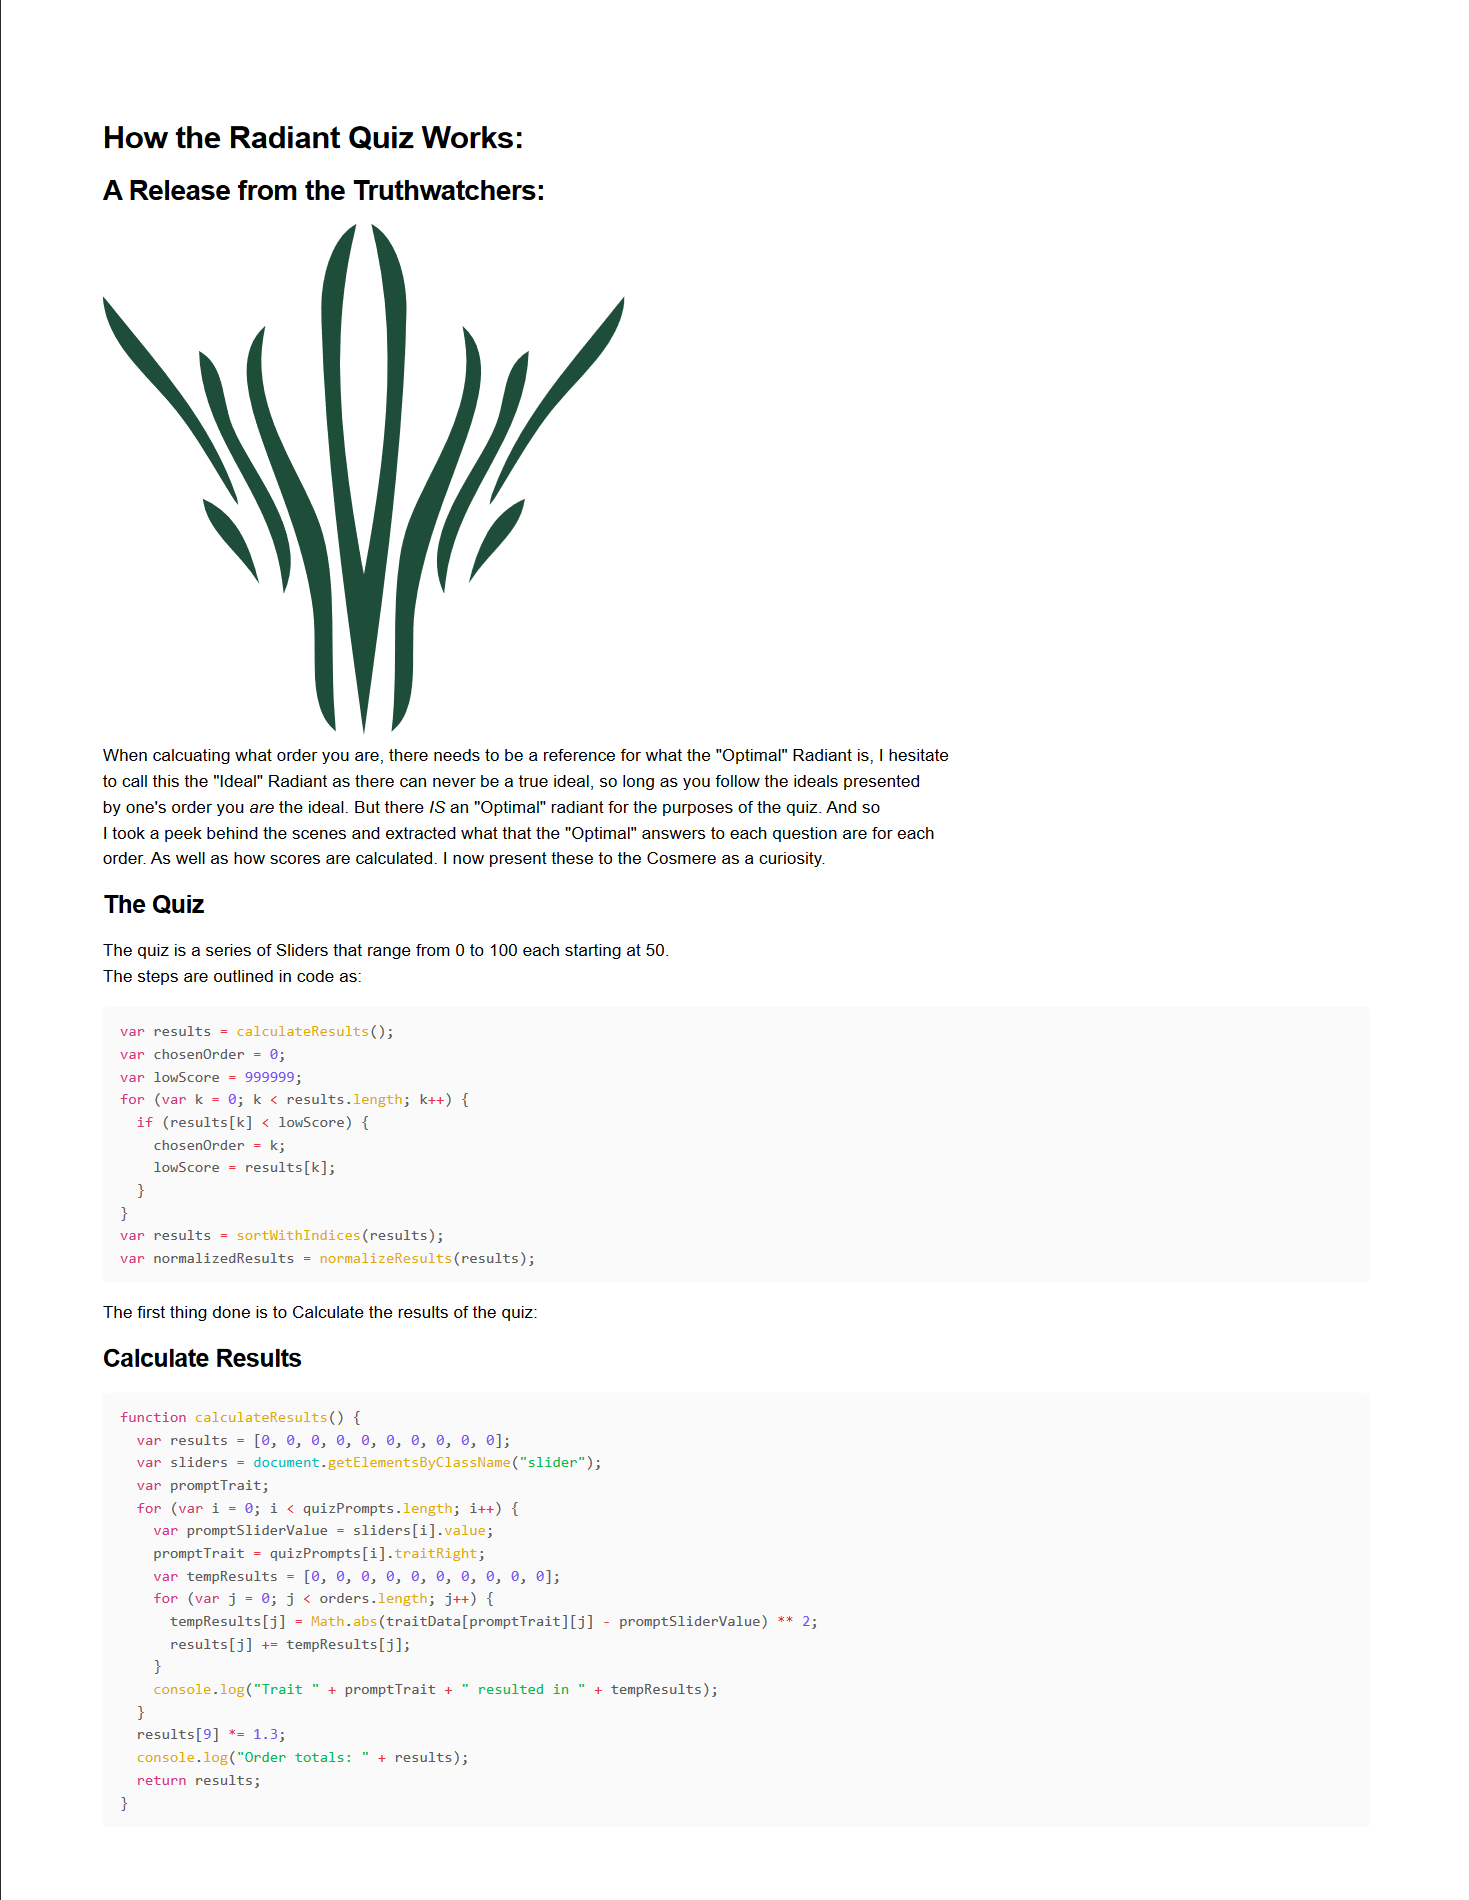 How the Radiant Quiz Works:
A Release from the Truthwatchers:
When calcuating what order you are, there needs to be a reference for what the "Optimal" Radiant is, I hesitate
to call this the "Ideal" Radiant as there can never be a true ideal, so long as you follow the ideals presented
by one's order you are the ideal. But there IS an "Optimal" radiant for the purposes of the quiz. And so
I took a peek behind the scenes and extracted what that the "Optimal" answers to each question are for each
order. As well as how scores are calculated. I now present these to the Cosmere as a curiosity.
The Quiz
The quiz is a series of Sliders that range from 0 to 100 each starting at 50.
The steps are outlined in code as:
var results = calculateResults();
var chosenOrder = 0;
var lowScore = 999999;
for (var k = 0; k < results.length; k++) {
  if (results[k] < lowScore) {
    chosenOrder = k;
    lowScore = results[k];
  }
}
var results = sortWithIndices(results);
var normalizedResults = normalizeResults(results);
The first thing done is to Calculate the results of the quiz:
Calculate Results
function calculateResults() {
  var results = [0, 0, 0, 0, 0, 0, 0, 0, 0, 0];
  var sliders = document.getElementsByClassName("slider");
  var promptTrait;
  for (var i = 0; i < quizPrompts.length; i++) {
    var promptSliderValue = sliders[i].value;
    promptTrait = quizPrompts[i].traitRight;
    var tempResults = [0, 0, 0, 0, 0, 0, 0, 0, 0, 0];
    for (var j = 0; j < orders.length; j++) {
      tempResults[j] = Math.abs(traitData[promptTrait][j] - promptSliderValue) ** 2;
      results[j] += tempResults[j];
    }
    console.log("Trait " + promptTrait + " resulted in " + tempResults);
  }
  results[9] *= 1.3;
  console.log("Order totals: " + results);
  return results;
}